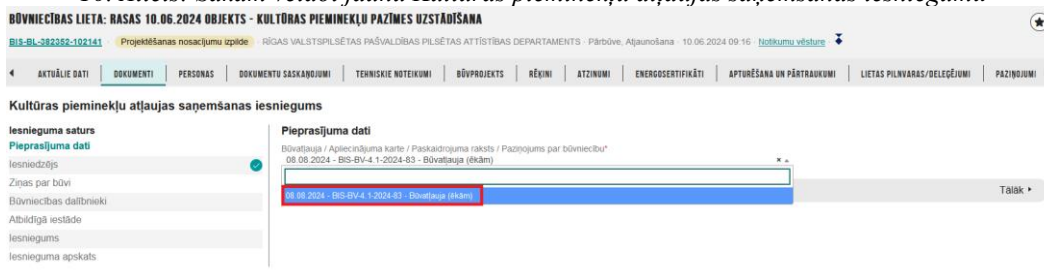 BŪVNIECĪBAS LIETA: RASAS 10.06.2024 OBJEKTS - KULTŪRAS PIEMINEKĻU PAZĪMES UZSTĀDĪŠANA
BIS-BL-382352-102141 · Projektēšanas nosacījumu izpilde · RĪGAS VALSTSPILSĒTAS PAŠVALDĪBAS PILSĒTAS ATTĪSTĪBAS DEPARTAMENTS · Pārbūve, Atjaunošana · 10.06.2024 09:16 · Notikumu vēsture
AKTUĀLIE DATI DOKUMENTI PERSONAS DOKUMENTU SASKAŅOJUMI TEHNISKIE NOTEIKUMI BŪVPROJEKTS RĒĶINI ATZINUMI ENERGOSERTIFIKĀTI APTURĒŠANA UN PĀRTRAUKUMI LIETAS PILNVARAS/DELEĢĒJUMI PAZIŅOJUMI
Kultūras pieminekļu atļaujas saņemšanas iesniegums
Iesnieguma saturs
Pieprasījuma dati
Iesniedzējs
Ziņas par būvi
Būvniecības dalībnieki
Atbildīgā iestāde
Iesniegums
Iesnieguma apskats
Pieprasījuma dati
Būvatļauja / Apliecinājuma karte / Paskaidrojuma raksts / Paziņojums par būvniecību*
08.08.2024 - BIS-BV-4.1-2024-83 - Būvatļauja (ēkām)
08.08.2024 - BIS-BV-4.1-2024-83 - Būvatļauja (ēkām)
Tālāk